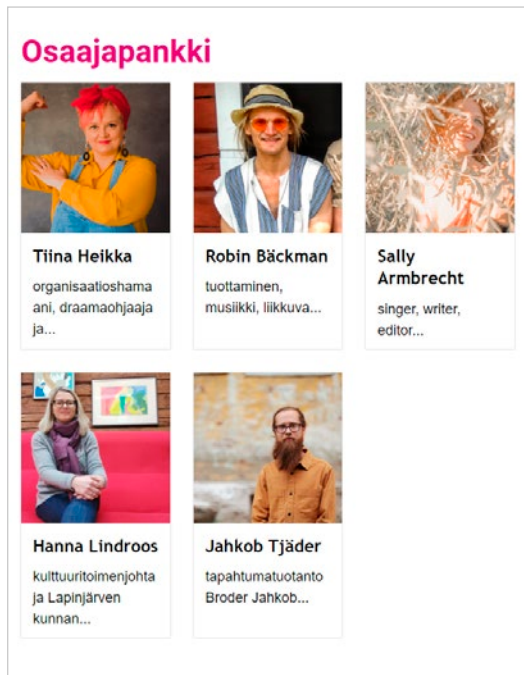 Osaajapankki
Tiina Heikka
organisaatioshama
ani, draamaohjaaja
ja...
Robin Bäckman
tuottaminen,
musiikki, liikkuva...
Sally
Armbrecht
singer, writer,
editor...
Hanna Lindroos
kulttuuritoimenjohta
ja Lapinjärven
kunnan...
Jahkob Tjäder
tapahtumatuotanto
Broder Jahkob...